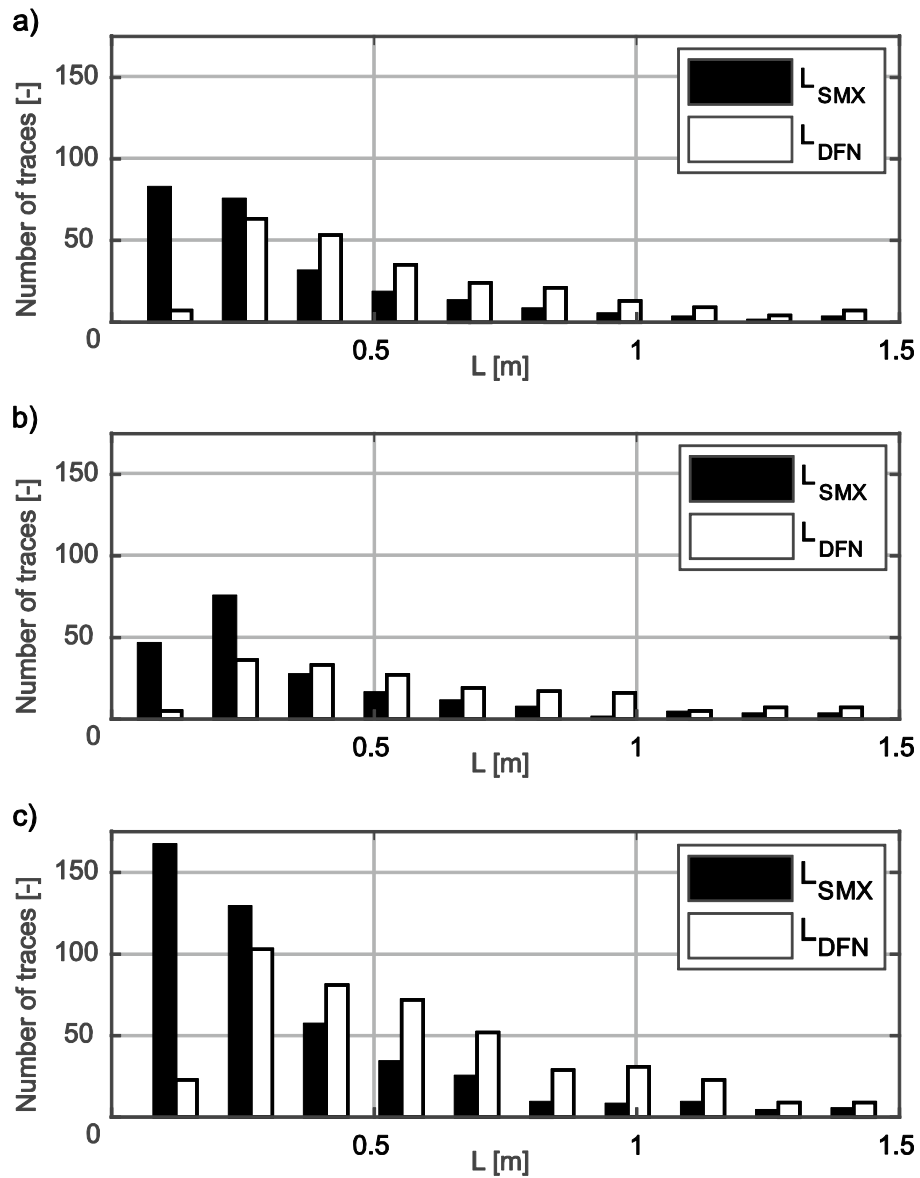 a)
Number of traces [-]
150
100
50
0
L SMX
L DFN
0.5
1
1.5
L [m]
b)
Number of traces [-]
150
100
50
0
L SMX
L DFN
0.5
1
1.5
L [m]
c)
Number of traces [-]
150
100
50
0
L SMX
L DFN
0.5
1
1.5
L [m]